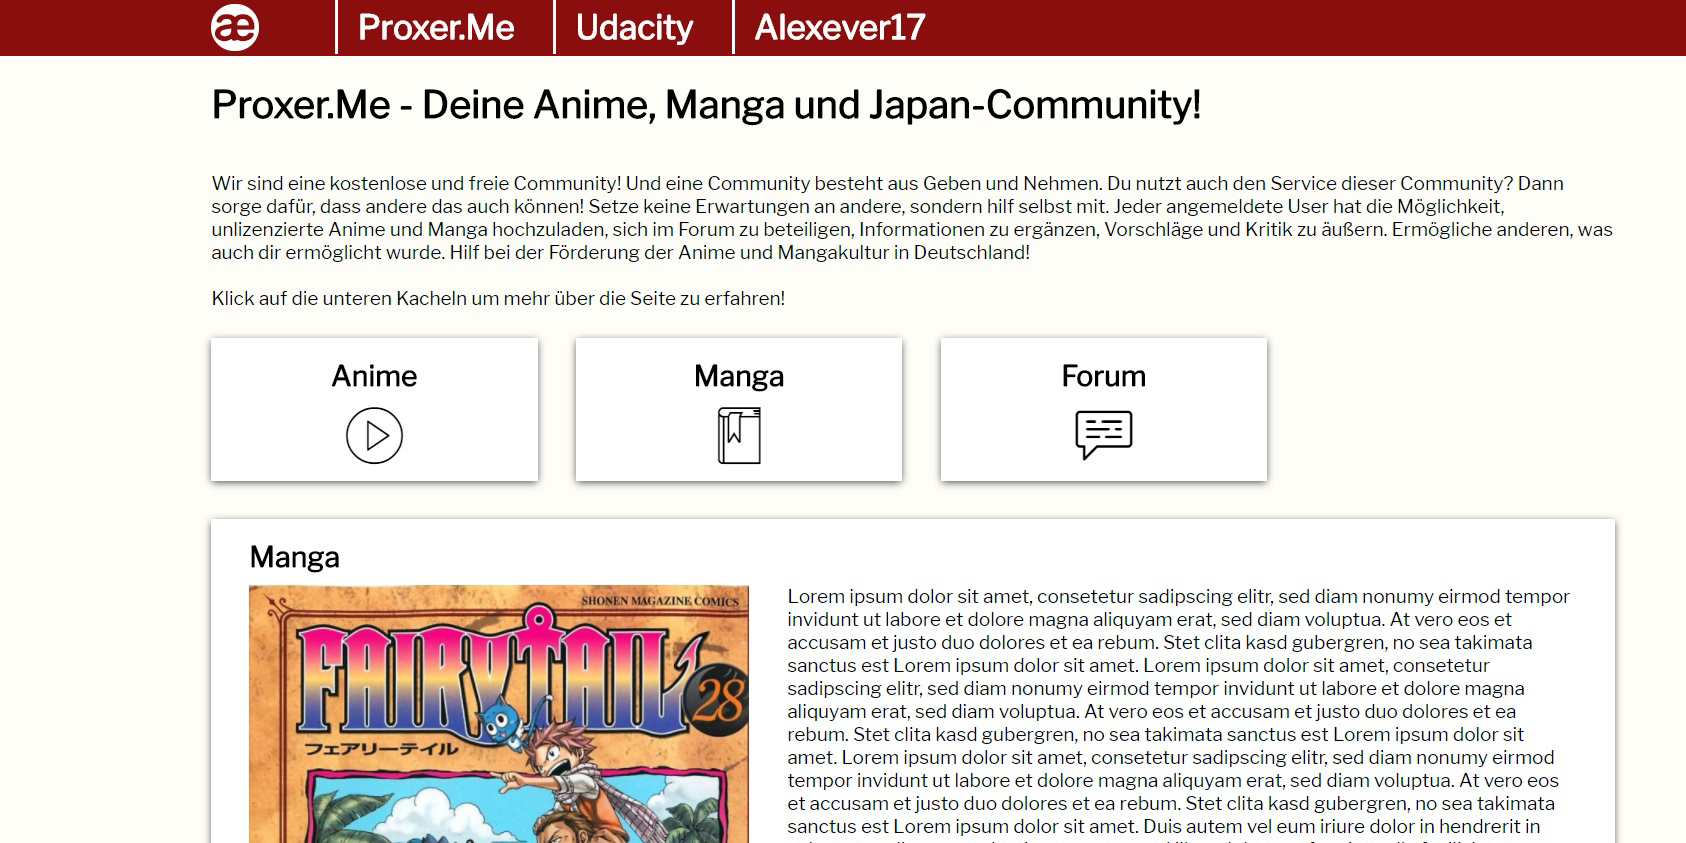 æ Proxer.Me Udacity Alexever17
Proxer.Me - Deine Anime, Manga und Japan-Community!
Wir sind eine kostenlose und freie Community! Und eine Community besteht aus Geben und Nehmen. Du nutzt auch den Service dieser Community? Dann
sorge dafür, dass andere das auch können! Setze keine Erwartungen an andere, sondern hilf selbst mit. Jeder angemeldete User hat die Möglichkeit,
unlizenzierte Anime und Manga hochzuladen, sich im Forum zu beteiligen, Informationen zu ergänzen, Vorschläge und Kritik zu äußern. Ermögliche anderen, was
auch dir ermöglicht wurde. Hilf bei der Förderung der Anime und Mangakultur in Deutschland!
Klick auf die unteren Kacheln um mehr über die Seite zu erfahren!
Anime
Manga
Forum
Manga
SHONEN MAGAZINE COMICS
FAIRY TAIL
28
フェアリーテイル
Lorem ipsum dolor sit amet, consetetur sadipscing elitr, sed diam nonumy eirmod tempor
invidunt ut labore et dolore magna aliquyam erat, sed diam voluptua. At vero eos et
accusam et justo duo dolores et ea rebum. Stet clita kasd gubergren, no sea takimata
sanctus est Lorem ipsum dolor sit amet. Lorem ipsum dolor sit amet, consetetur
sadipscing elitr, sed diam nonumy eirmod tempor invidunt ut labore et dolore magna
aliquyam erat, sed diam voluptua. At vero eos et accusam et justo duo dolores et ea
rebum. Stet clita kasd gubergren, no sea takimata sanctus est Lorem ipsum dolor sit
amet. Lorem ipsum dolor sit amet, consetetur sadipscing elitr, sed diam nonumy eirmod
tempor invidunt ut labore et dolore magna aliquyam erat, sed diam voluptua. At vero eos
et accusam et justo duo dolores et ea rebum. Stet clita kasd gubergren, no sea takimata
sanctus est Lorem ipsum dolor sit amet. Duis autem vel eum iriure dolor in hendrerit in